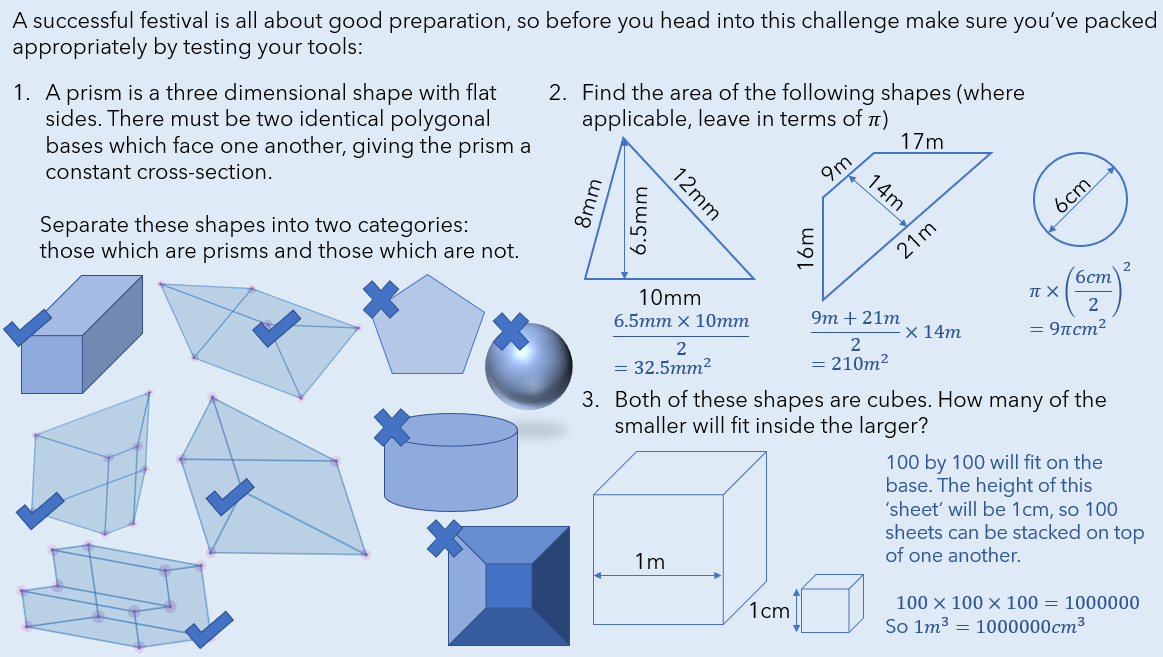 A successful festival is all about good preparation, so before you head into this challenge make sure you've packed
appropriately by testing your tools:
1. A prism is a three dimensional shape with flat
sides. There must be two identical polygonal
bases which face one another, giving the prism a
constant cross-section.
Separate these shapes into two categories:
those which are prisms and those which are not.
2. Find the area of the following shapes (where
applicable, leave in terms of π)
8mm
6.5mm
12mm
10mm
6.5mm × 10mm
2
= 32.5mm²
9m
17m
14m
16m
21m
9m + 21m
2
× 14m
= 210m²
6cm
π × (6cm/2)²
= 9πcm²
3. Both of these shapes are cubes. How many of the
smaller will fit inside the larger?
1m
1cm
100 by 100 will fit on the
base. The height of this
‘sheet’ will be 1cm, so 100
sheets can be stacked on top
of one another.
100 × 100 × 100 = 1000000
So 1m³ = 1000000cm³